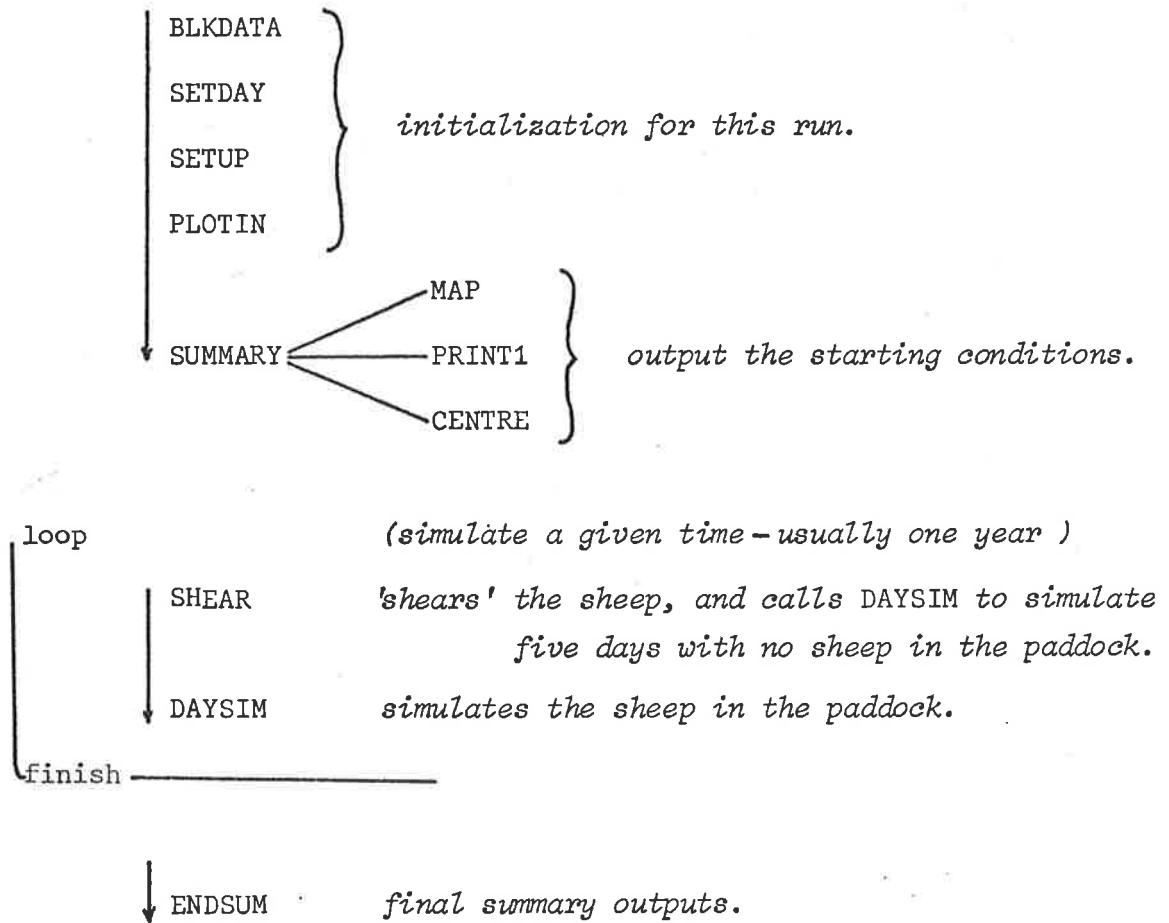 BLKDATA
SETDAY
initialization for this run.
SETUP
PLOTIN
MAP
SUMMARY PRINT1 output the starting conditions.
CENTRE
loop (simulate a given time - usually one year )
SHEAR 'shears' the sheep, and calls DAYSIM to simulate
five days with no sheep in the paddock.
DAYSIM simulates the sheep in the paddock.
finish
ENDSUM final summary outputs.